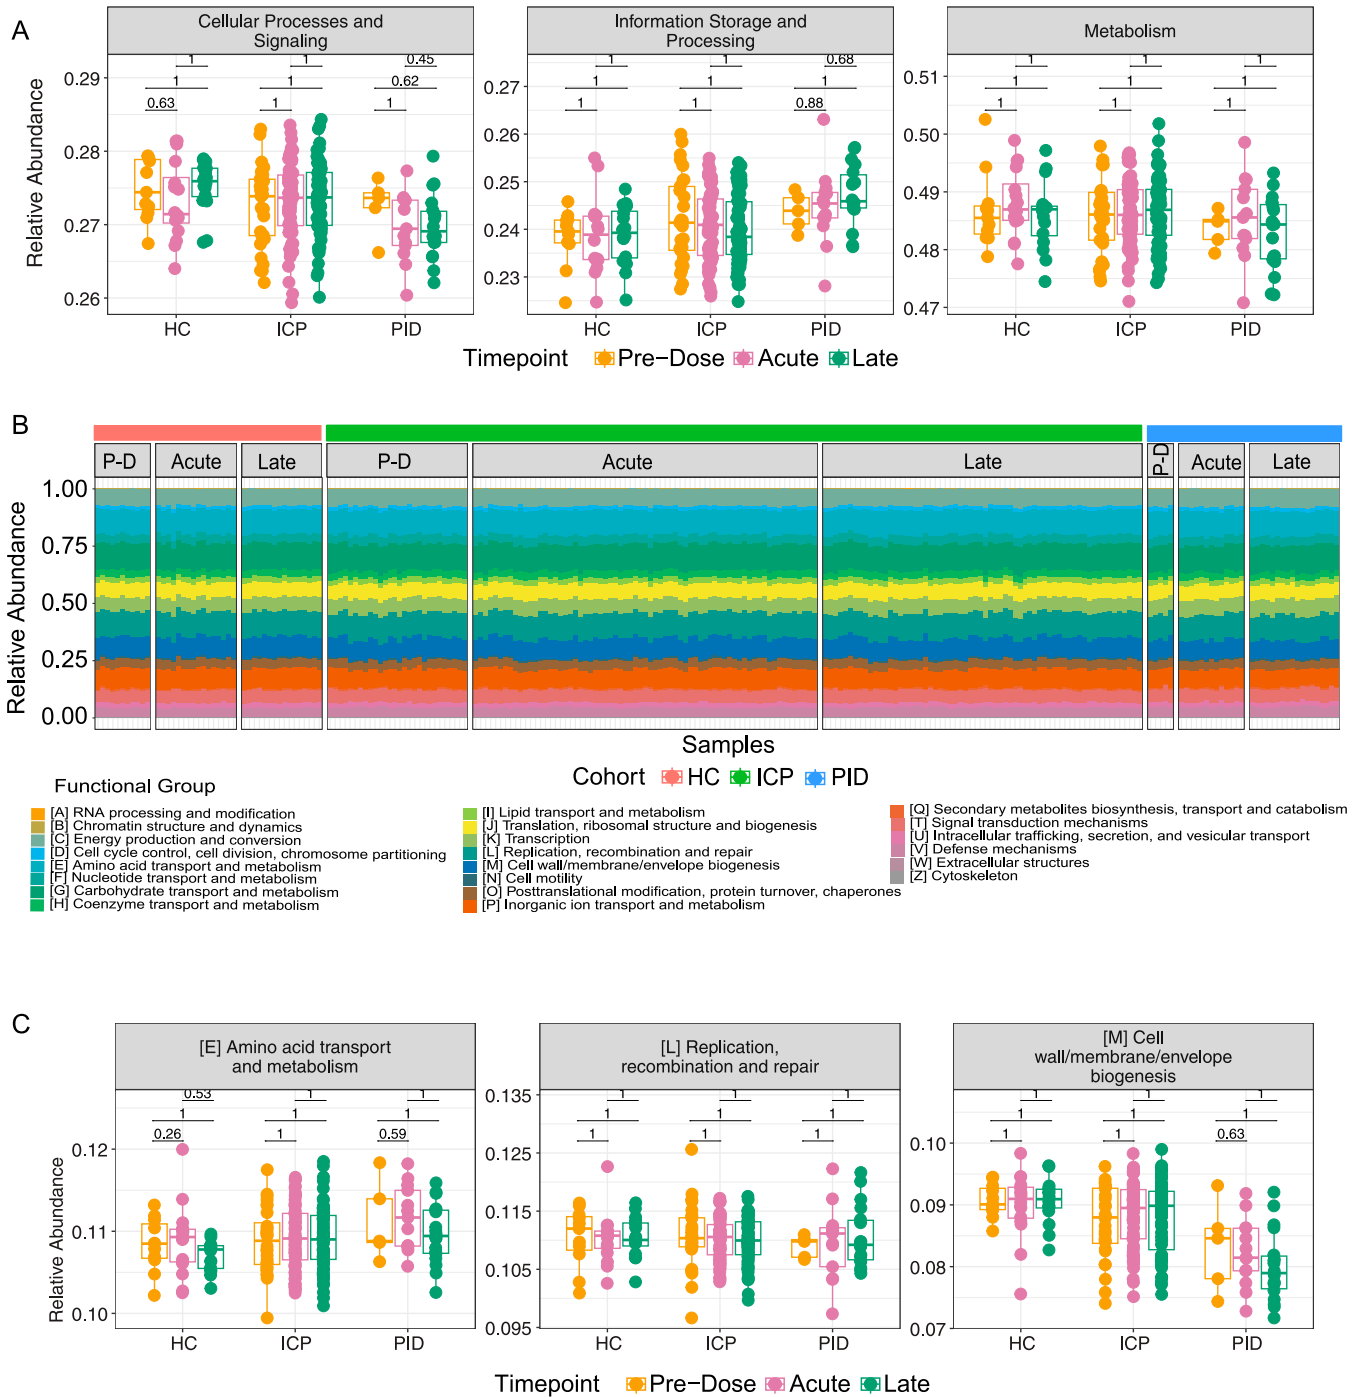 A
Cellular Processes and
Signaling
Information Storage and
Processing
Metabolism
Relative Abundance
0.29
0.28
0.27
0.26
1
1
0.63
1
1
1
0.45
0.62
1
HC
ICP
PID
0.27
0.26
0.25
0.24
0.23
1
1
1
1
1
1
0.68
1
0.88
HC
ICP
PID
0.51
0.50
0.49
0.48
0.47
1
1
1
1
1
1
1
1
1
HC
ICP
PID
Timepoint Pre−Dose Acute Late
B
P-D Acute Late P-D Acute Late P-D Acute Late
Relative Abundance
1.00
0.75
0.50
0.25
0.00
Samples
Cohort HC ICP PID
Functional Group
[A] RNA processing and modification
[B] Chromatin structure and dynamics
[C] Energy production and conversion
[D] Cell cycle control, cell division, chromosome partitioning
[E] Amino acid transport and metabolism
[F] Nucleotide transport and metabolism
[G] Carbohydrate transport and metabolism
[H] Coenzyme transport and metabolism
[I] Lipid transport and metabolism
[J] Translation, ribosomal structure and biogenesis
[K] Transcription
[L] Replication, recombination and repair
[M] Cell wall/membrane/envelope biogenesis
[N] Cell motility
[O] Posttranslational modification, protein turnover, chaperones
[P] Inorganic ion transport and metabolism
[Q] Secondary metabolites biosynthesis, transport and catabolism
[T] Signal transduction mechanisms
[U] Intracellular trafficking, secretion, and vesicular transport
[V] Defense mechanisms
[W] Extracellular structures
[Z] Cytoskeleton
C
[E] Amino acid transport
and metabolism
[L] Replication,
recombination and repair
[M] Cell
wall/membrane/envelope
biogenesis
Relative Abundance
0.12
0.11
0.10
0.53
1
0.26
1
1
1
1
1
0.59
HC
ICP
PID
0.135
0.125
0.115
0.105
0.095
1
1
1
1
1
1
1
1
1
HC
ICP
PID
0.10
0.09
0.08
0.07
1
1
1
1
1
1
1
1
0.63
HC
ICP
PID
Timepoint Pre−Dose Acute Late